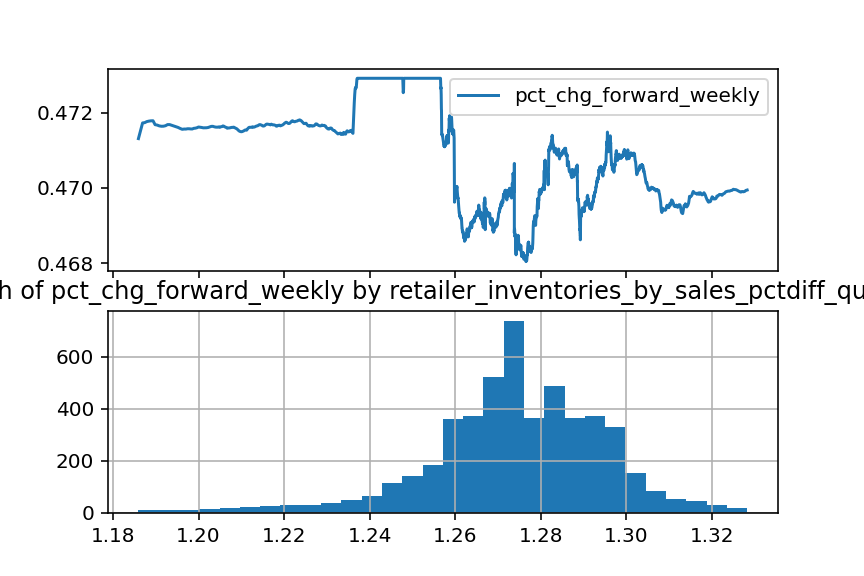 pct_chg_forward_weekly
0.472
0.470
0.468
h of pct_chg_forward_weekly by retailer_inventories_by_sales_pctdiff_qu
600
400
200
0
1.18 1.20 1.22 1.24 1.26 1.28 1.30 1.32